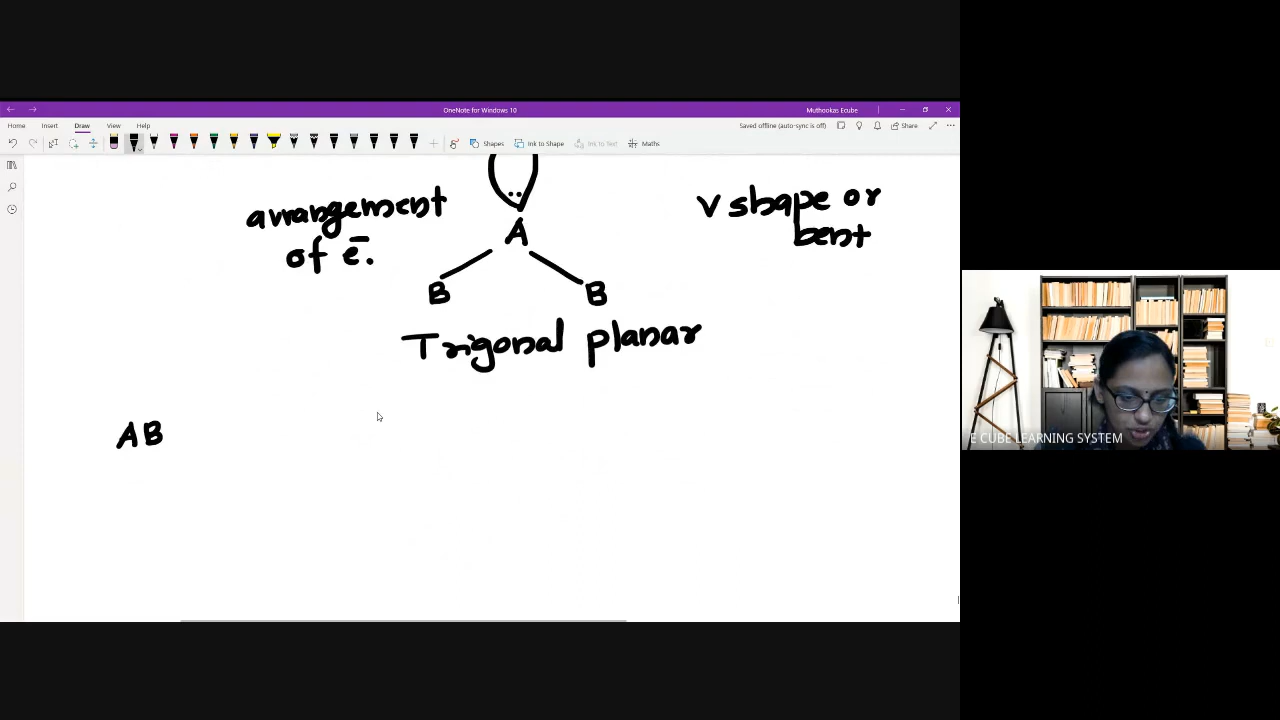 OneNote for Windows 10
Muthookas Ecube
Home Insert Draw View Help
Saved offline (auto-sync is off)
Share
Shapes Ink to Shape Ink to Text Maths
arrangement
of e̅.
A
B B
Trigonal planar
V shape or
bent
AB
E CUBE LEARNING SYSTEM